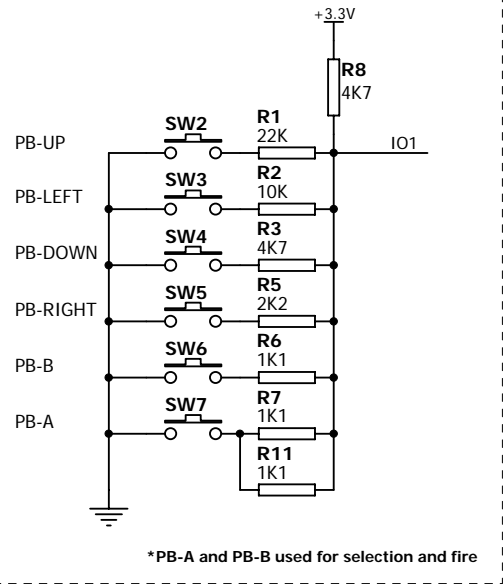 +3.3V
R8
4K7
SW2
R1
22K
PB-UP
IO1
SW3
R2
10K
PB-LEFT
SW4
R3
4K7
PB-DOWN
SW5
R5
2K2
PB-RIGHT
SW6
R6
1K1
PB-B
SW7
R7
1K1
PB-A
R11
1K1
*PB-A and PB-B used for selection and fire